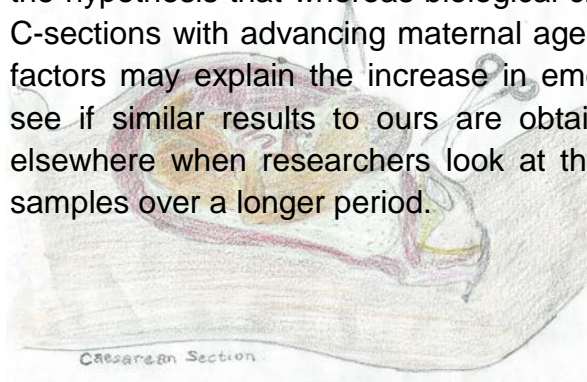 the hypothesis that whereas biological c
C-sections with advancing maternal age
factors may explain the increase in em
see if similar results to ours are obtai
elsewhere when researchers look at th
samples over a longer period.
Caesarean Section